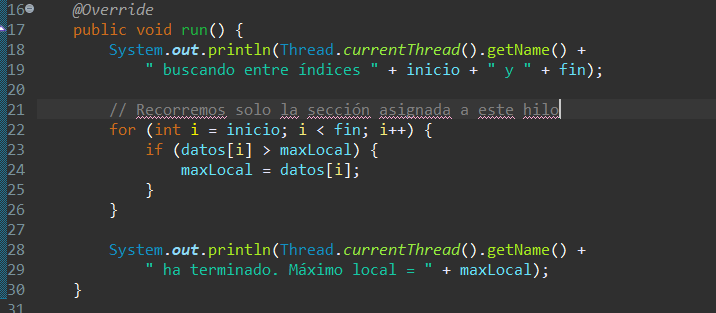 16 @Override
17 public void run() {
18 System.out.println(Thread.currentThread().getName() +
19 " buscando entre índices " + inicio + " y " + fin);
20
21 // Recorremos solo la sección asignada a este hilo
22 for (int i = inicio; i < fin; i++) {
23 if (datos[i] > maxLocal) {
24 maxLocal = datos[i];
25 }
26 }
27
28 System.out.println(Thread.currentThread().getName() +
29 " ha terminado. Máximo local = " + maxLocal);
30 }
31